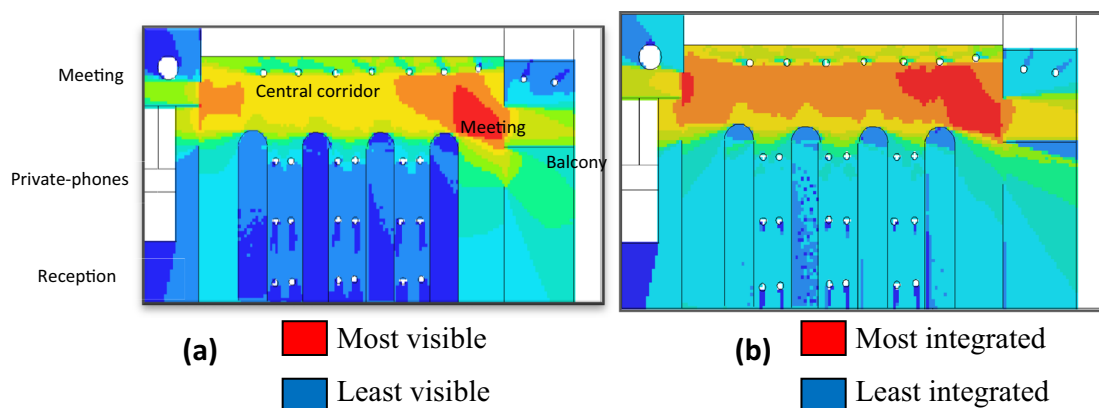 Meeting
Central corridor
Meeting
Balcony
Private-phones
Reception
(a)
Most visible
Least visible
(b)
Most integrated
Least integrated